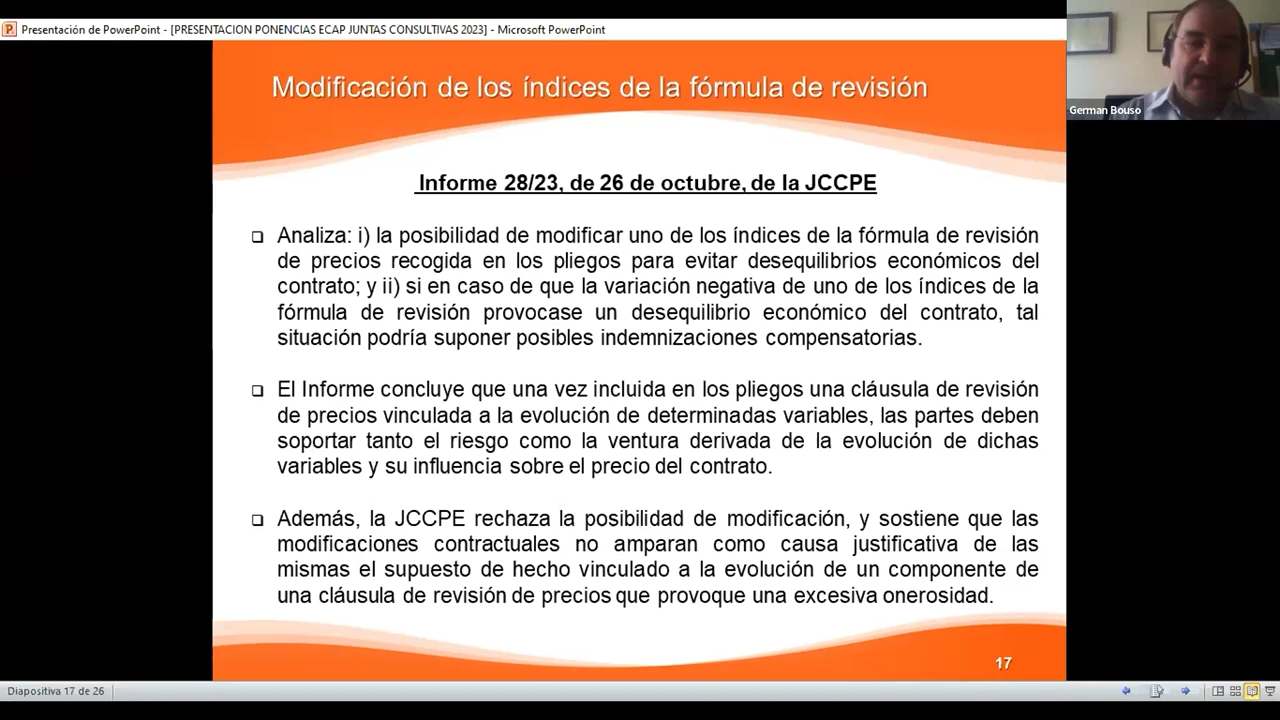 Presentación de PowerPoint - [PRESENTACION PONENCIAS ECAP JUNTAS CONSULTIVAS 2023] - Microsoft PowerPoint
German Bouso
Modificación de los índices de la fórmula de revisión
Informe 28/23, de 26 de octubre, de la JCCPE
Analiza: i) la posibilidad de modificar uno de los índices de la fórmula de revisión
de precios recogida en los pliegos para evitar desequilibrios económicos del
contrato; y ii) si en caso de que la variación negativa de uno de los índices de la
fórmula de revisión provocase un desequilibrio económico del contrato, tal
situación podría suponer posibles indemnizaciones compensatorias.
El Informe concluye que una vez incluida en los pliegos una cláusula de revisión
de precios vinculada a la evolución de determinadas variables, las partes deben
soportar tanto el riesgo como la ventura derivada de la evolución de dichas
variables y su influencia sobre el precio del contrato.
Además, la JCCPE rechaza la posibilidad de modificación, y sostiene que las
modificaciones contractuales no amparan como causa justificativa de las
mismas el supuesto de hecho vinculado a la evolución de un componente de
una cláusula de revisión de precios que provoque una excesiva onerosidad.
17
Diapositiva 17 de 26